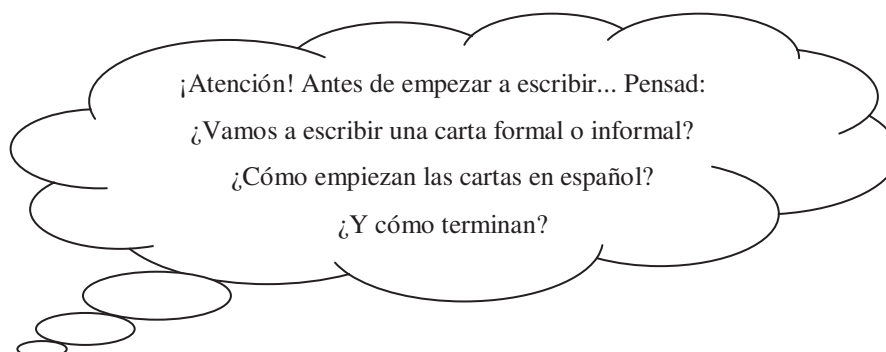 ¡Atención! Antes de empezar a escribir... Pensad:
¿Vamos a escribir una carta formal o informal?
¿Cómo empiezan las cartas en español?
¿Y cómo terminan?